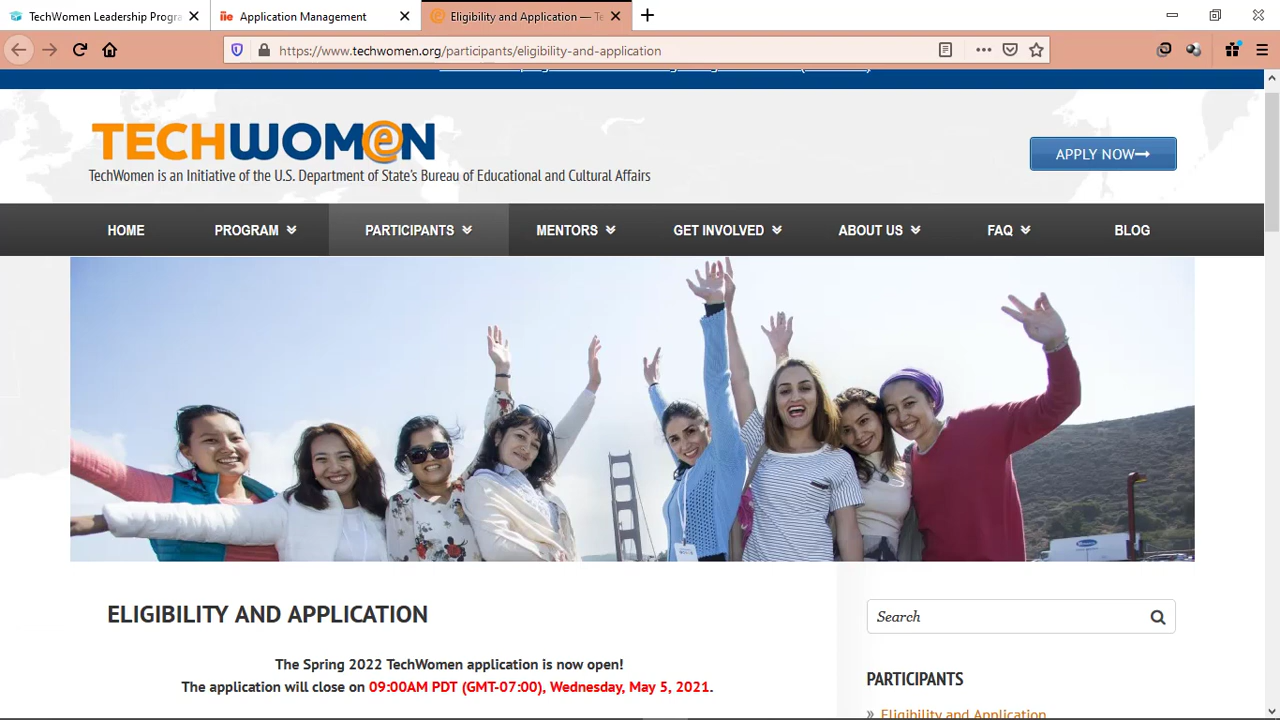 TechWomen Leadership Progra
Application Management
Eligibility and Application — Te
https://www.techwomen.org/participants/eligibility-and-application
TECHWOMeN
TechWomen is an Initiative of the U.S. Department of State's Bureau of Educational and Cultural Affairs
APPLY NOW
HOME
PROGRAM
PARTICIPANTS
MENTORS
GET INVOLVED
ABOUT US
FAQ
BLOG
ELIGIBILITY AND APPLICATION
Search
The Spring 2022 TechWomen application is now open!
The application will close on 09:00AM PDT (GMT-07:00), Wednesday, May 5, 2021.
PARTICIPANTS
» Eligibility and Application